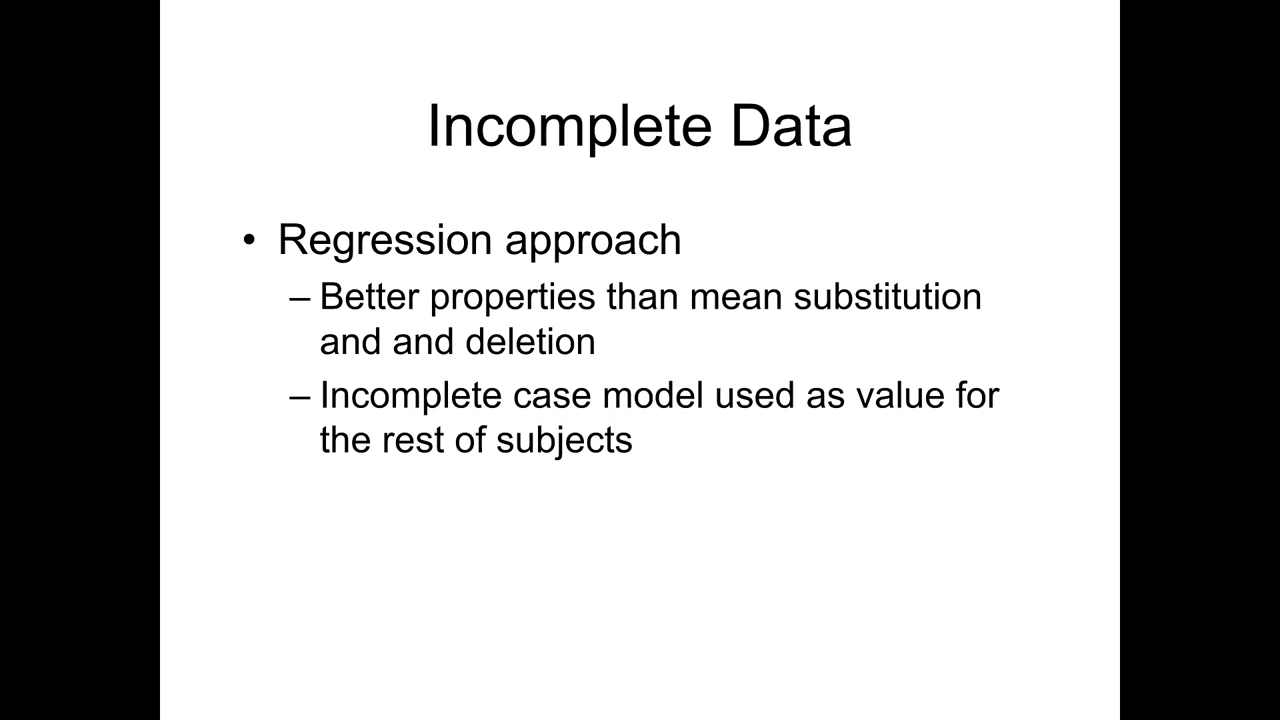 Incomplete Data
• Regression approach
– Better properties than mean substitution
and and deletion
– Incomplete case model used as value for
the rest of subjects